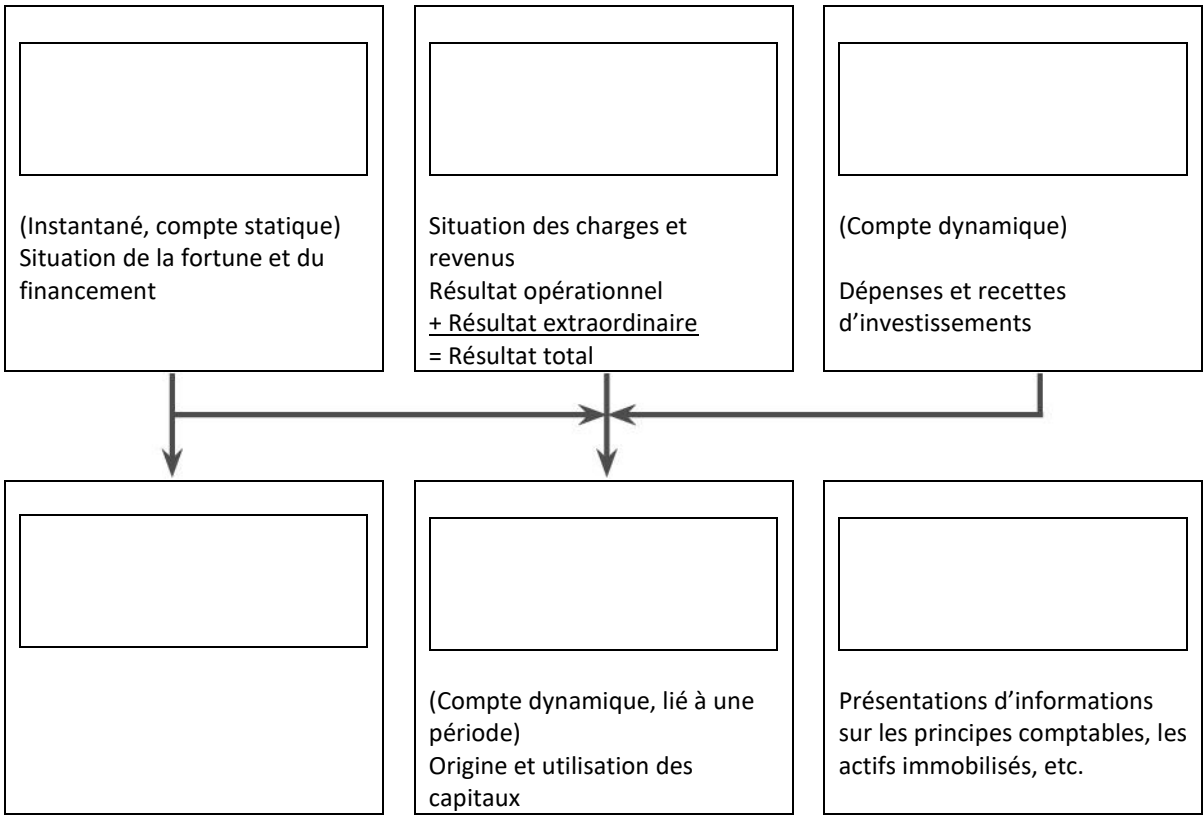 (Instantané, compte statique)
Situation de la fortune et du
financement
Situation des charges et
revenus
Résultat opérationnel
+ Résultat extraordinaire
= Résultat total
(Compte dynamique)
Dépenses et recettes
d’investissements
(Compte dynamique, lié à une
période)
Origine et utilisation des
capitaux
Présentations d’informations
sur les principes comptables, les
actifs immobilisés, etc.